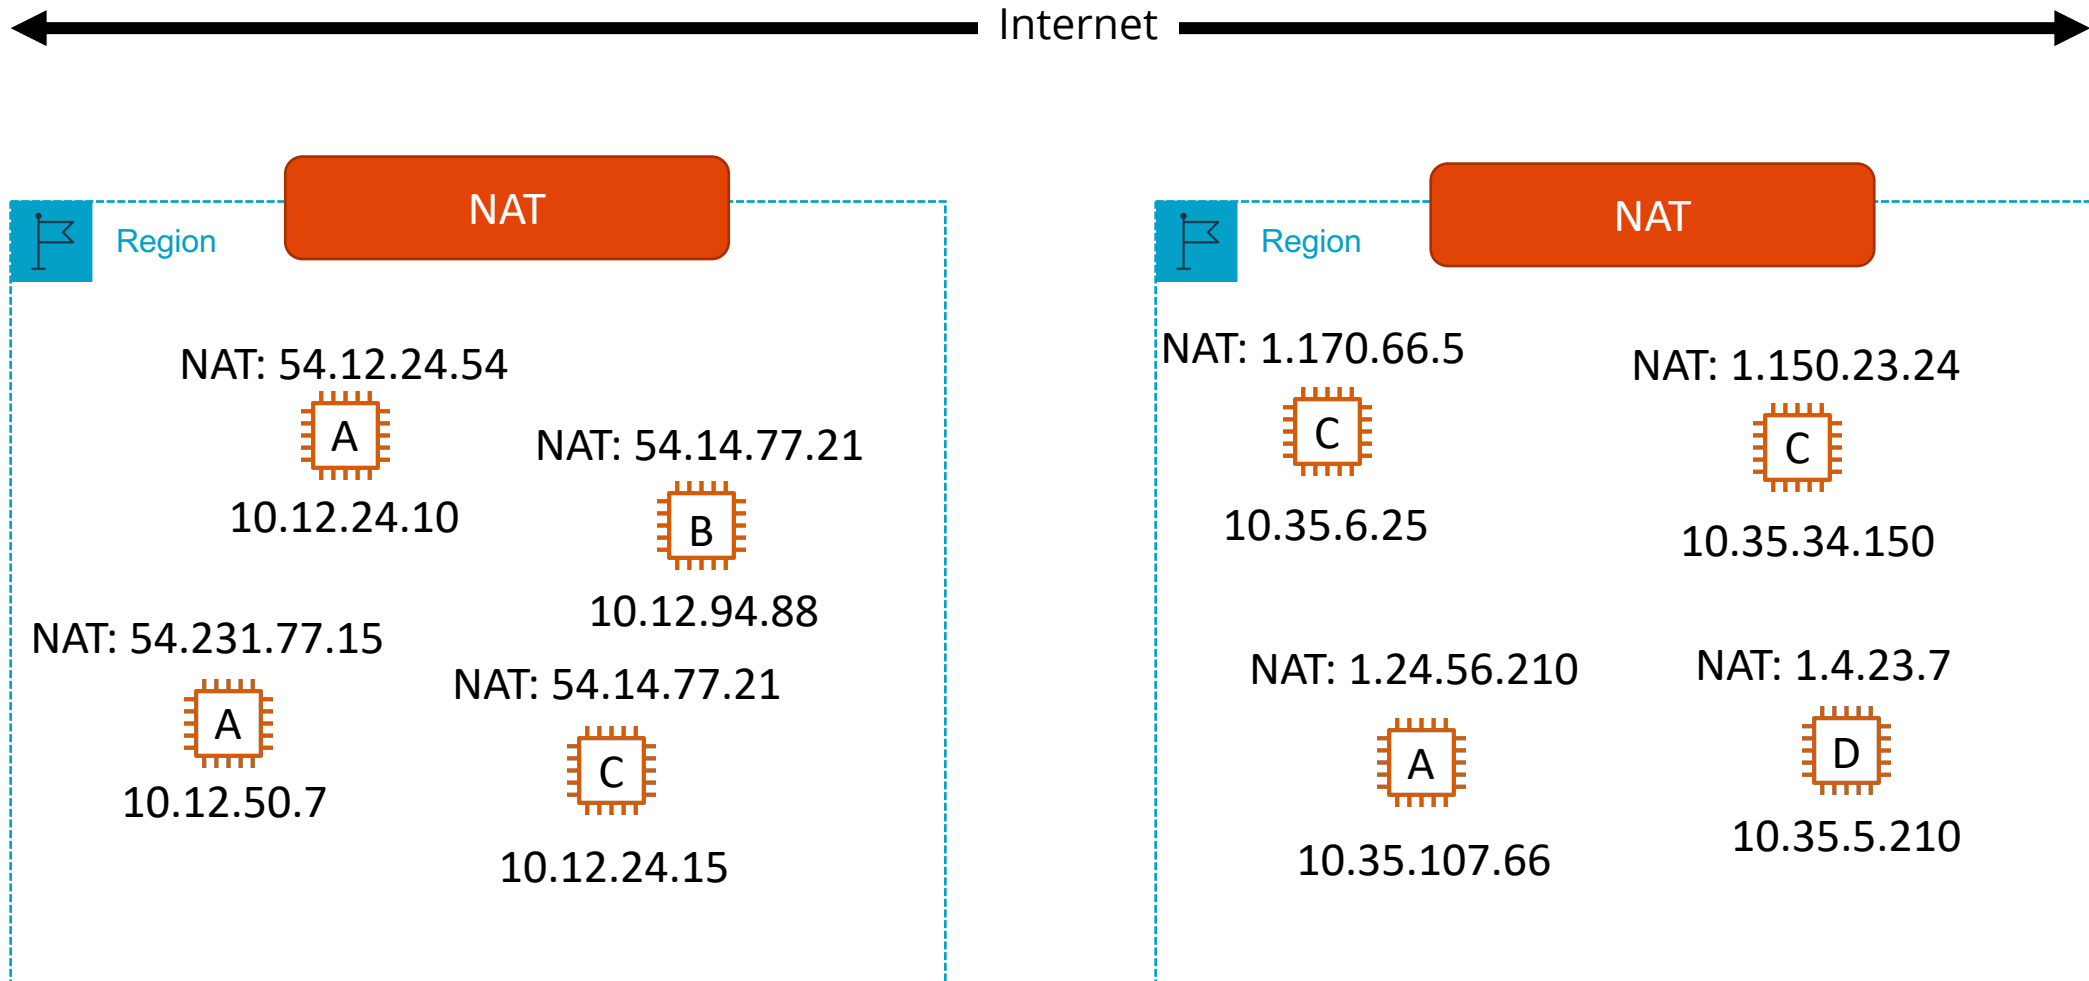 Internet
NAT
Region
NAT: 54.12.24.54
A
10.12.24.10
NAT: 54.14.77.21
B
10.12.94.88
NAT: 54.231.77.15
A
10.12.50.7
NAT: 54.14.77.21
C
10.12.24.15
NAT
Region
NAT: 1.170.66.5
C
10.35.6.25
NAT: 1.150.23.24
C
10.35.34.150
NAT: 1.24.56.210
A
10.35.107.66
NAT: 1.4.23.7
D
10.35.5.210